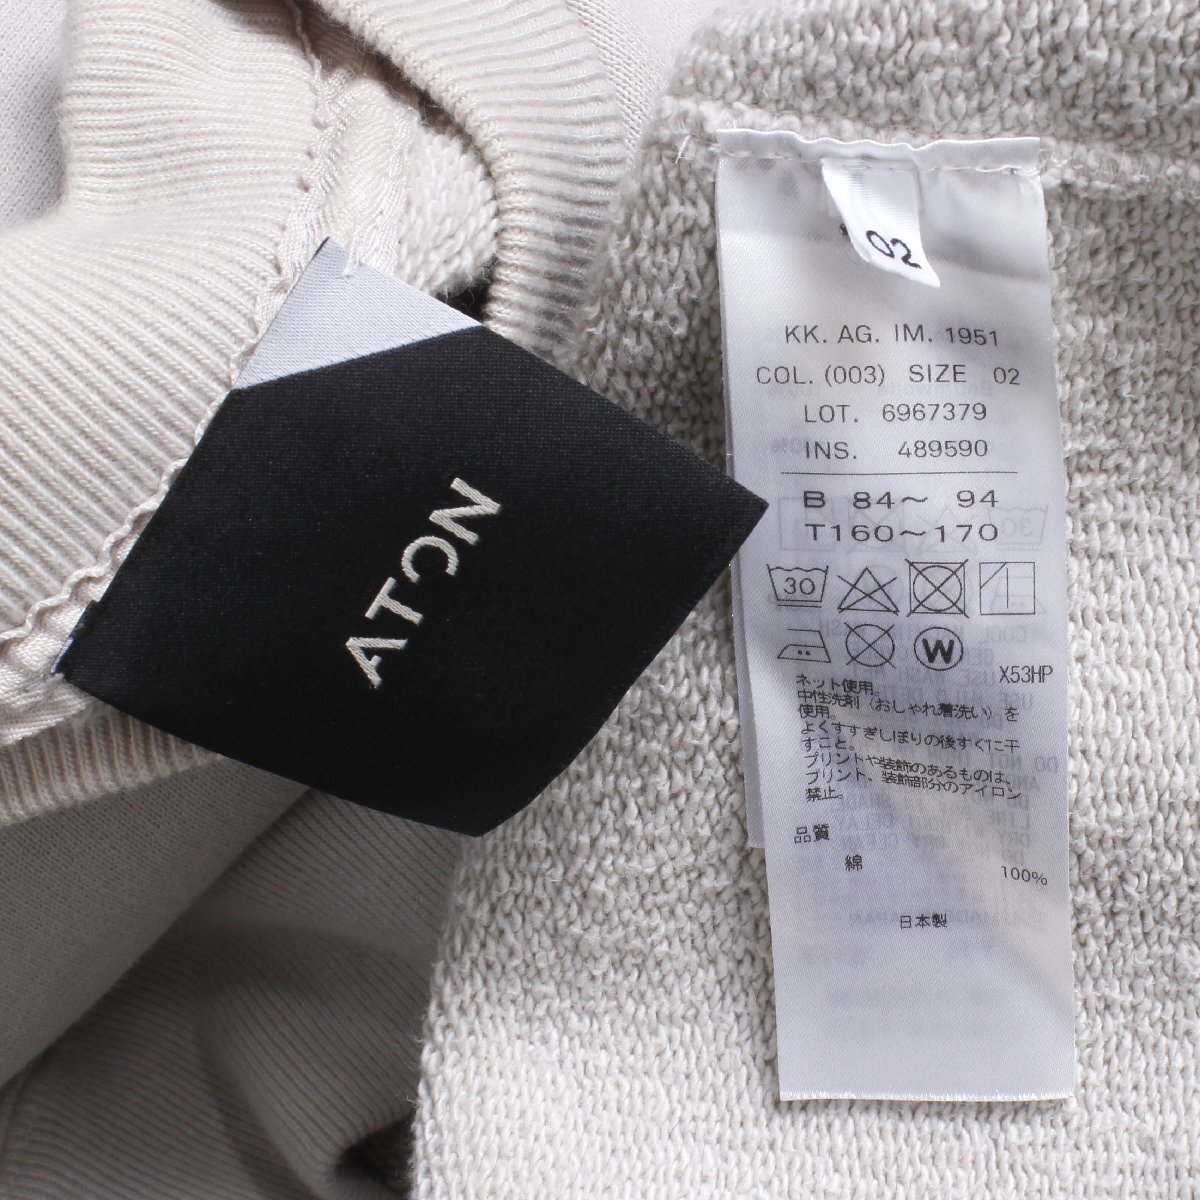 ATON
02
KK. AG. IM. 1951
COL. (003) SIZE 02
LOT. 6967379
INS. 489590
B 84〜 94
T160〜170
30
W
X53HP
ネット使用。
中性洗剤（おしゃれ着洗い）を
使用。
よくすすぎしぼりの後すぐに干
すこと。
プリントや装飾のあるものは、
プリント、装飾部分のアイロン
禁止。
品質
綿 100%
日本製